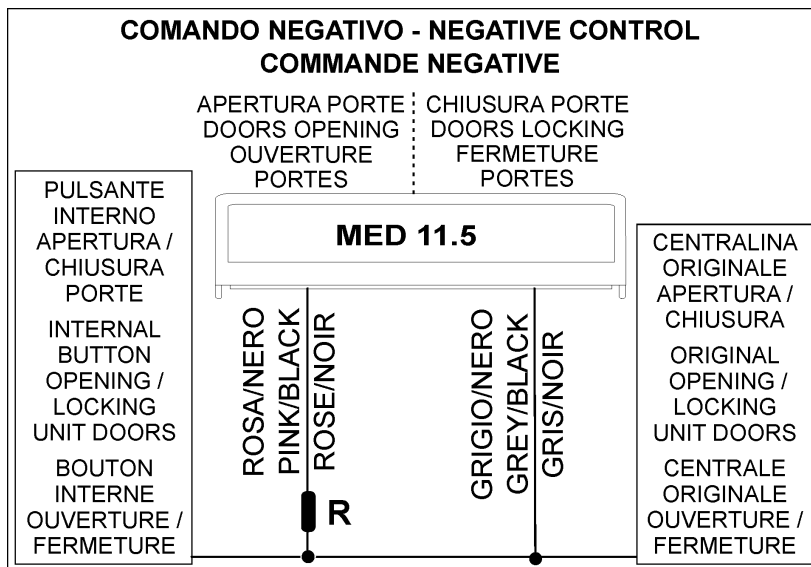 COMANDO NEGATIVO - NEGATIVE CONTROL
COMMANDE NEGATIVE
APERTURA PORTE
DOORS OPENING
OUVERTURE
PORTES
CHIUSURA PORTE
DOORS LOCKING
FERMETURE
PORTES
PULSANTE
INTERNO
APERTURA /
CHIUSURA
PORTE
INTERNAL
BUTTON
OPENING /
LOCKING
UNIT DOORS
BOUTON
INTERNE
OUVERTURE /
FERMETURE
MED 11.5
ROSA/NERO
PINK/BLACK
ROSE/NOIR
R
GRIGIO/NERO
GREY/BLACK
GRIS/NOIR
CENTRALINA
ORIGINALE
APERTURA /
CHIUSURA
ORIGINAL
OPENING /
LOCKING
UNIT DOORS
CENTRALE
ORIGINALE
OUVERTURE /
FERMETURE